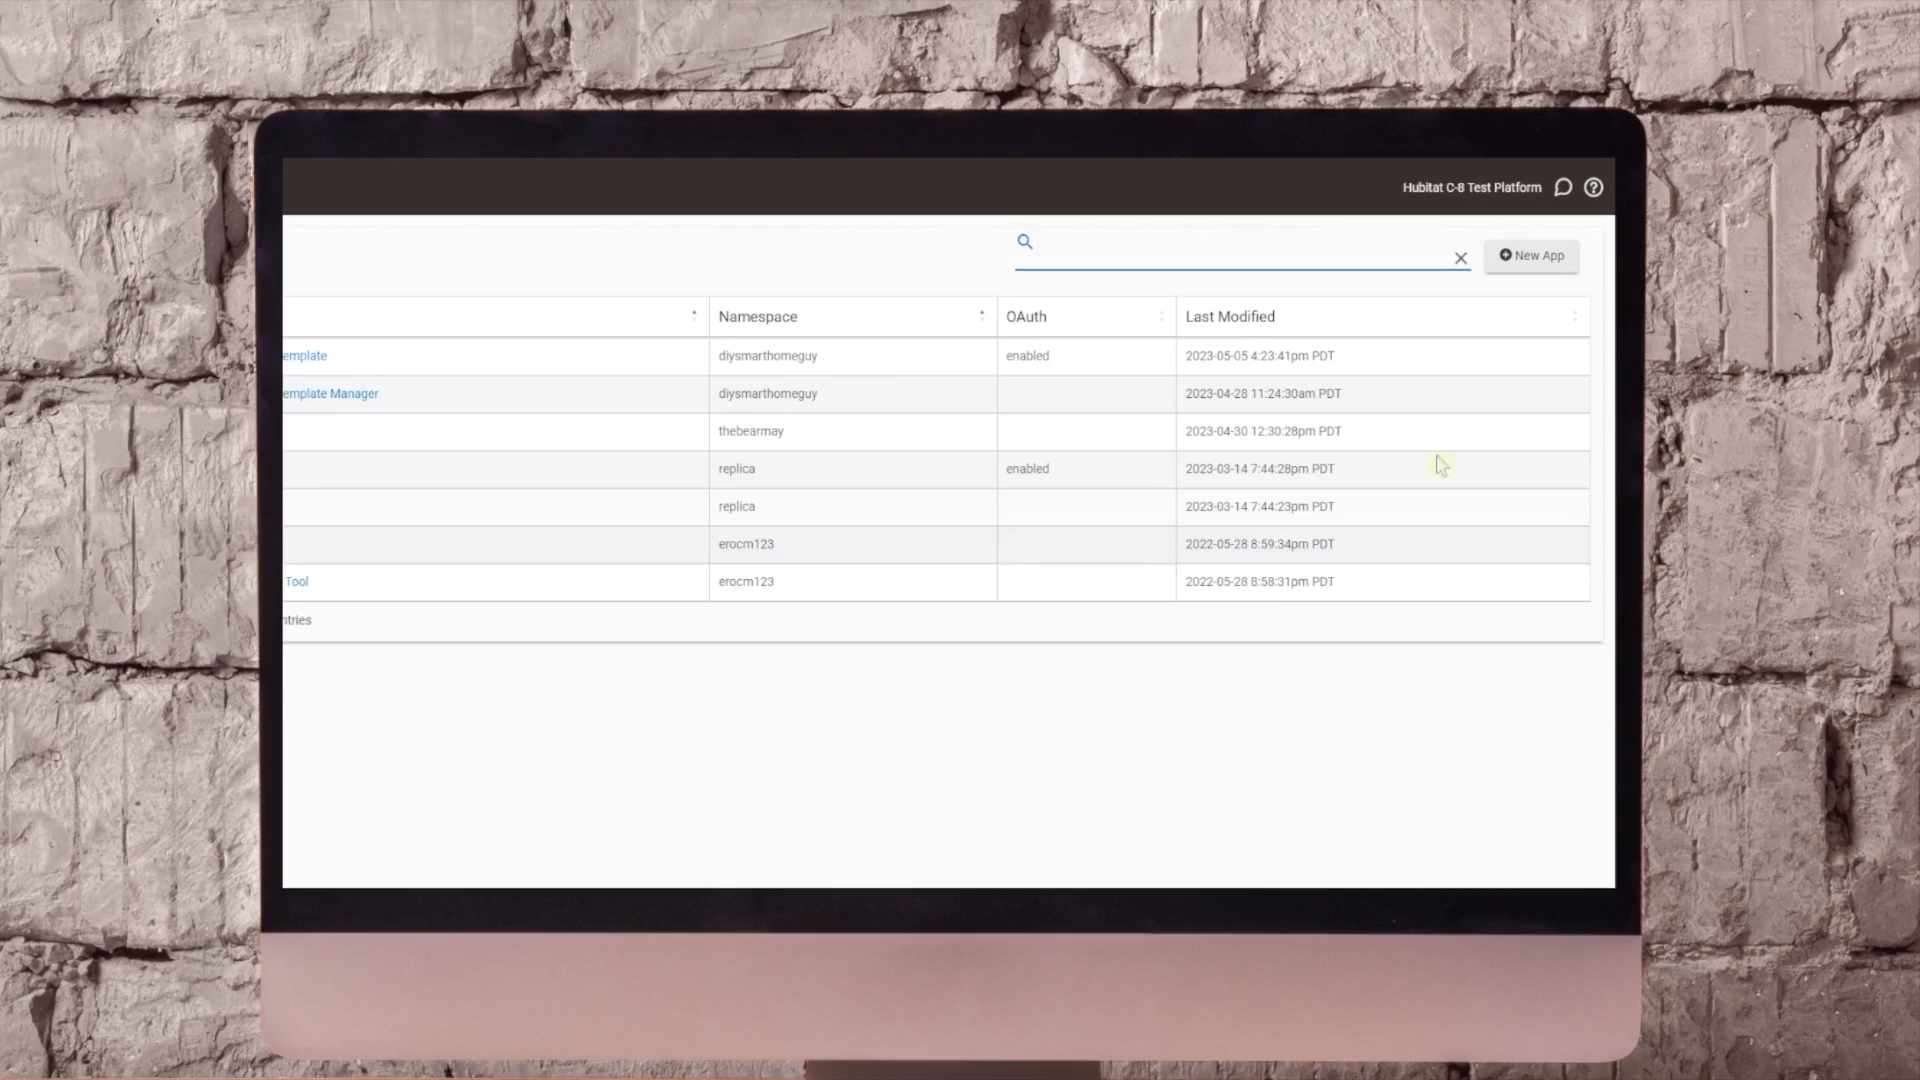 Hubitat C-8 Test Platform
New App
Namespace OAuth Last Modified
emplate diysmarthomeguy enabled 2023-05-05 4:23:41pm PDT
emplate Manager diysmarthomeguy 2023-04-28 11:24:30am PDT
thebearmay 2023-04-30 12:30:28pm PDT
replica enabled 2023-03-14 7:44:28pm PDT
replica 2023-03-14 7:44:23pm PDT
erocm123 2022-05-28 8:59:34pm PDT
Tool erocm123 2022-05-28 8:58:31pm PDT
ntries